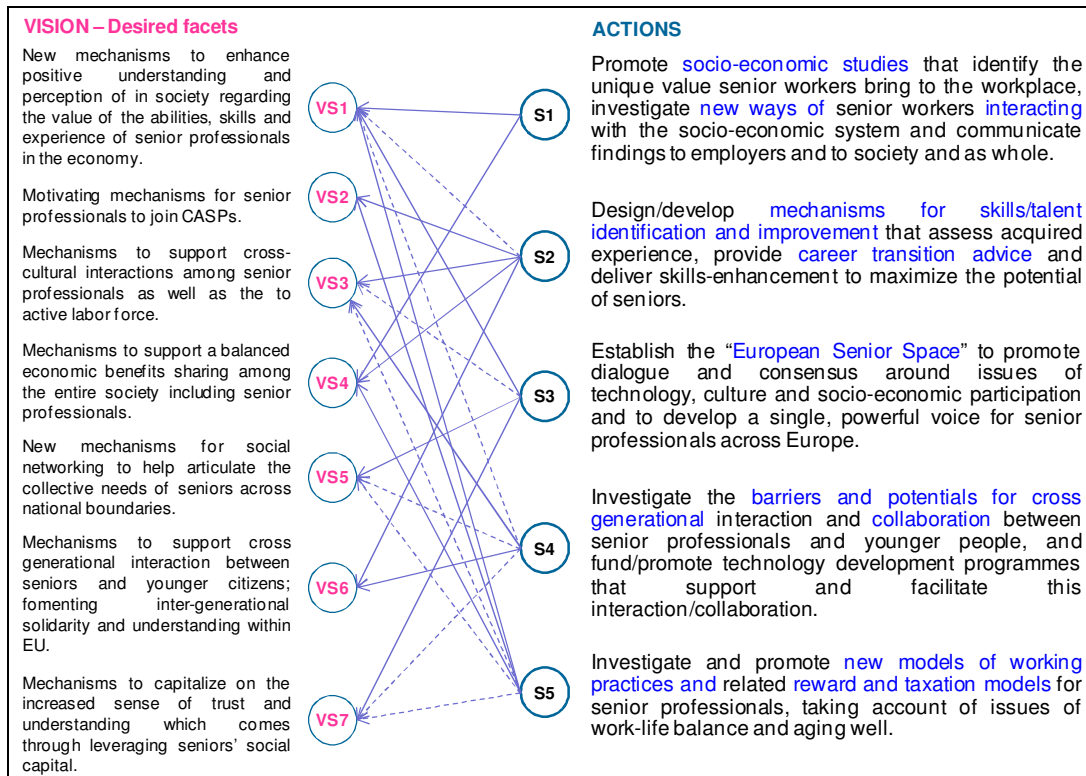 VISION – Desired facets
New mechanisms to enhance
positive understanding and
perception of in society regarding
the value of the abilities, skills and
experience of senior professionals
in the economy.
Motivating mechanisms for senior
professionals to join CASPs.
Mechanisms to support cross-
cultural interactions among senior
professionals as well as the to
active labor force.
Mechanisms to support a balanced
economic benefits sharing among
the entire society including senior
professionals.
New mechanisms for social
networking to help articulate the
collective needs of seniors across
national boundaries.
Mechanisms to support cross
generational interaction between
seniors and younger citizens;
fomenting inter-generational
solidarity and understanding within
EU.
Mechanisms to capitalize on the
increased sense of trust and
understanding which comes
through leveraging seniors' social
capital.
VS1
VS2
VS3
VS4
VS5
VS6
VS7
S1
S2
S3
S4
S5
ACTIONS
Promote socio-economic studies that identify the
unique value senior workers bring to the workplace,
investigate new ways of senior workers interacting
with the socio-economic system and communicate
findings to employers and to society and as whole.
Design/develop mechanisms for skills/talent
identification and improvement that assess acquired
experience, provide career transition advice and
deliver skills-enhancement to maximize the potential
of seniors.
Establish the “European Senior Space” to promote
dialogue and consensus around issues of
technology, culture and socio-economic participation
and to develop a single, powerful voice for senior
professionals across Europe.
Investigate the barriers and potentials for cross
generational interaction and collaboration between
senior professionals and younger people, and
fund/promote technology development programmes
that support and facilitate this
interaction/collaboration.
Investigate and promote new models of working
practices and related reward and taxation models for
senior professionals, taking account of issues of
work-life balance and aging well.